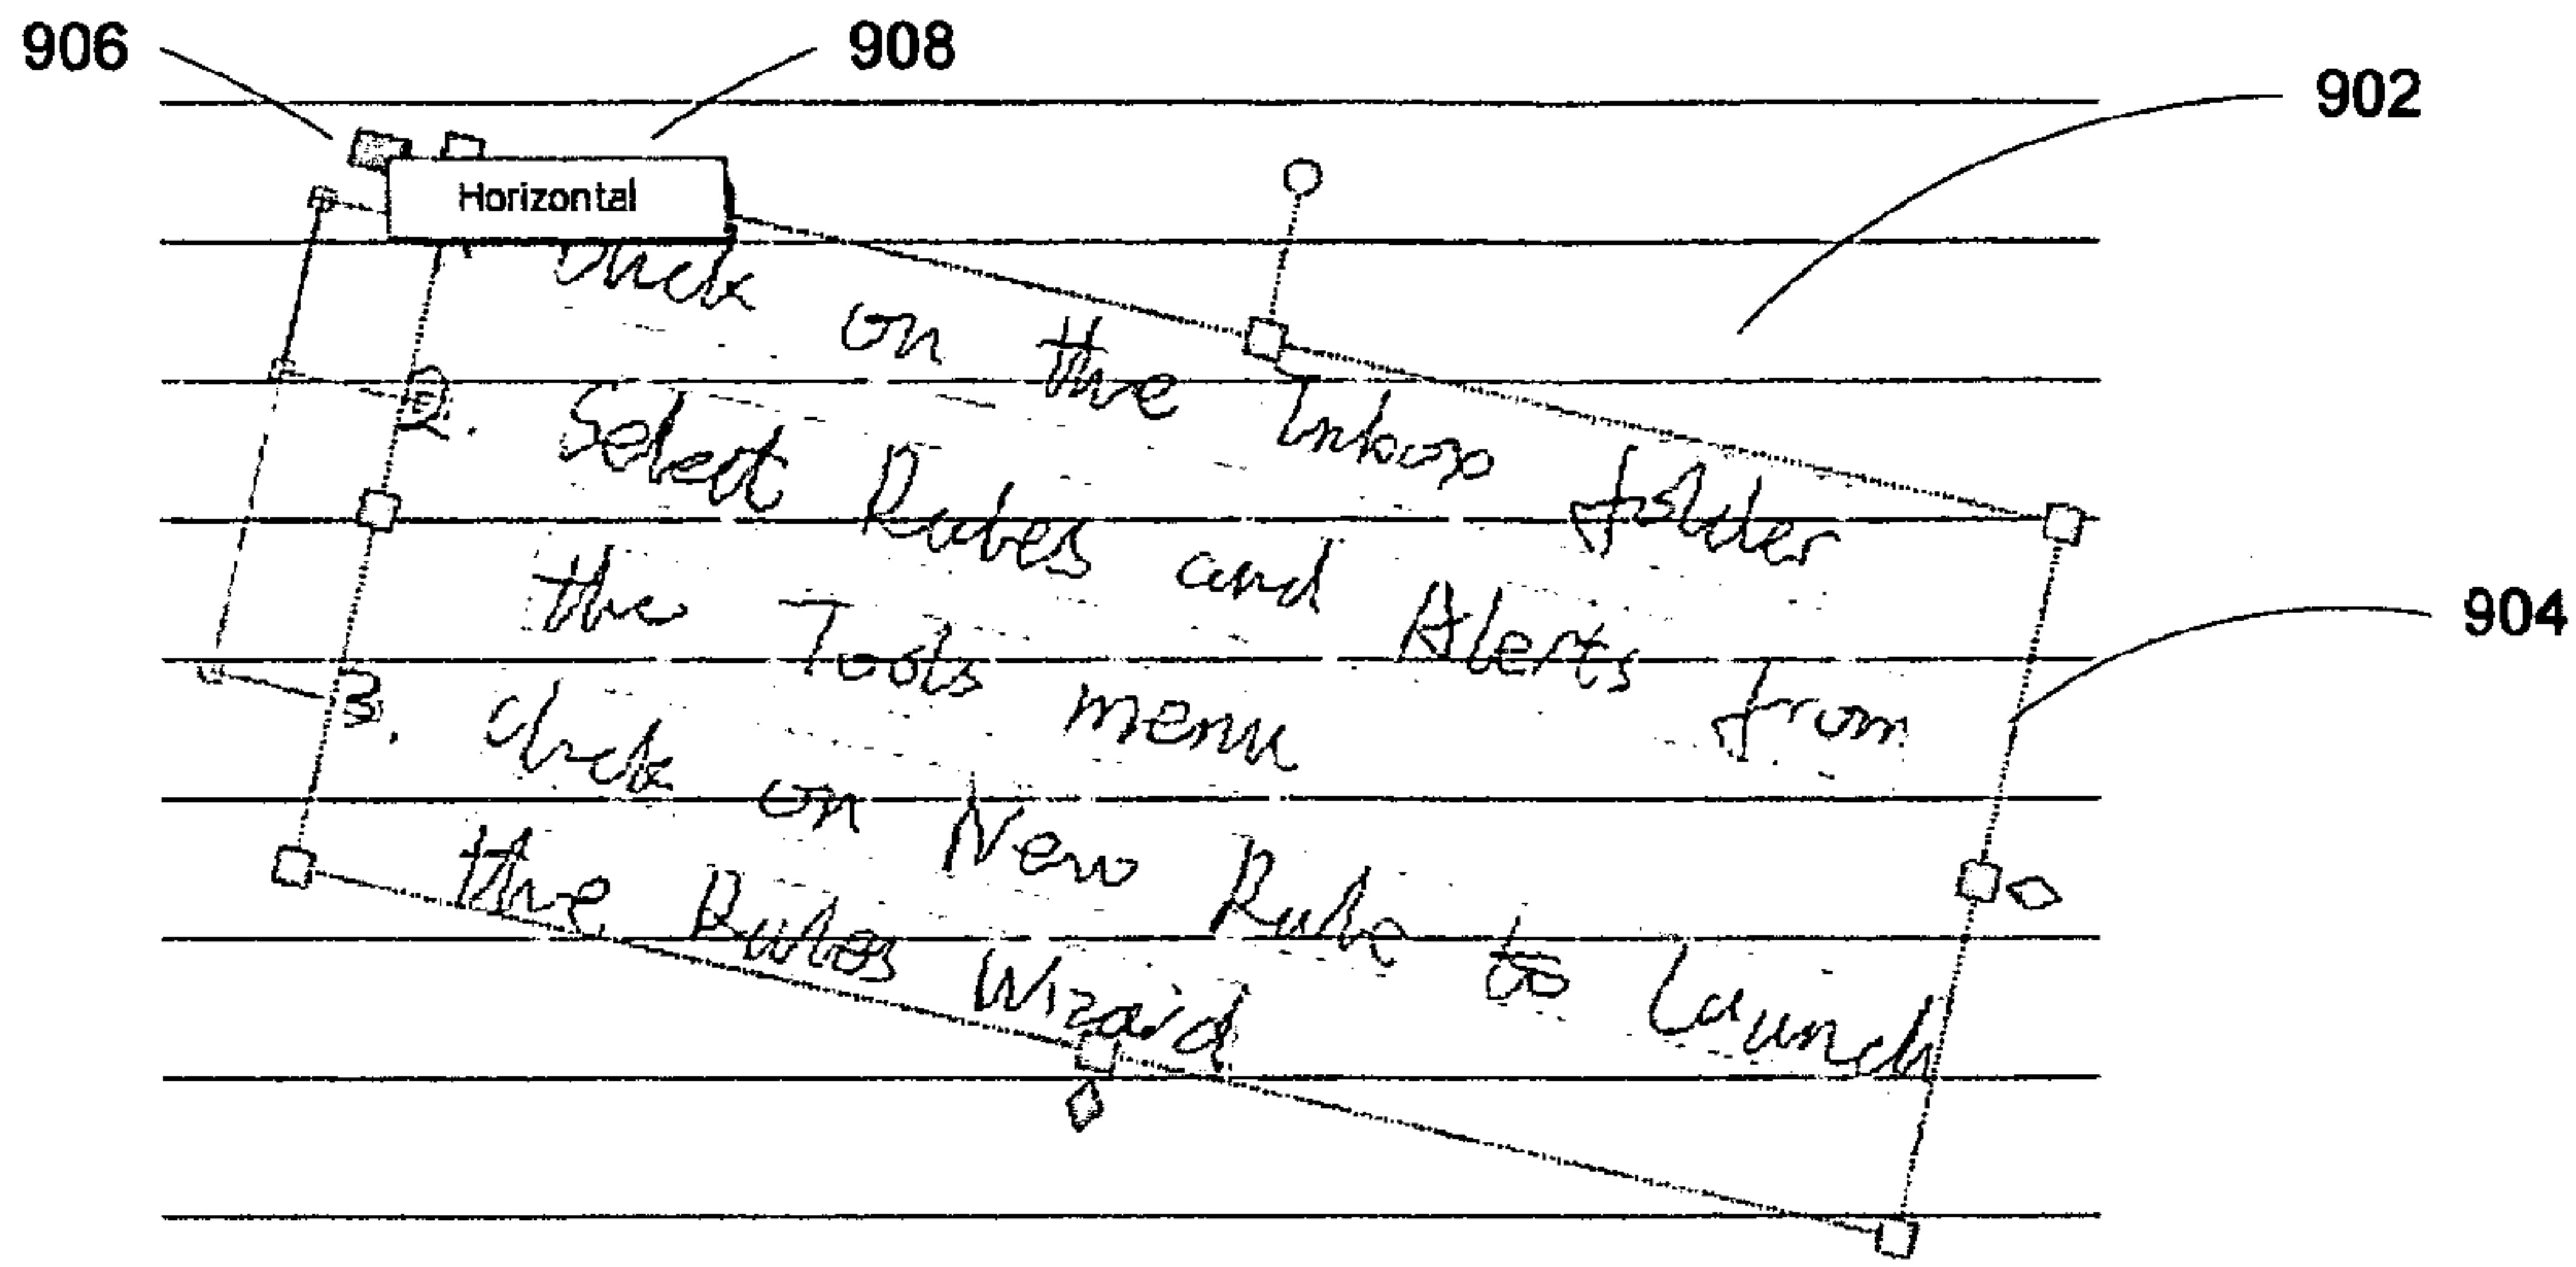 906
908
902
Horizontal
Click on the Inbox folder
2. Select Rules and Alerts from
904
the Tools menu
3. Click on New Rule to launch
the Rules Wizard